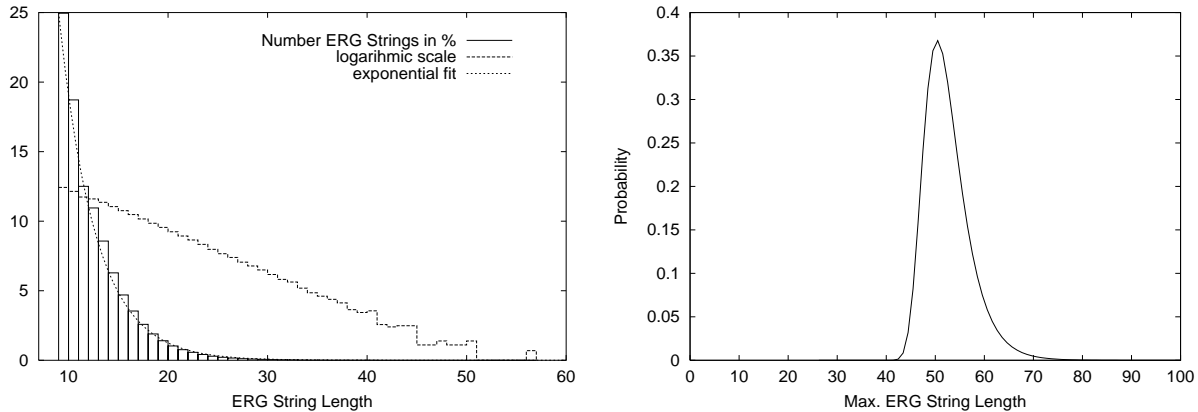 25
20
15
10
5
0
10 20 30 40 50 60
ERG String Length
Number ERG Strings in %
logarihmic scale
exponential fit
0.4
0.35
0.3
0.25
0.2
0.15
0.1
0.05
0
0 10 20 30 40 50 60 70 80 90 100
Max. ERG String Length
Probability